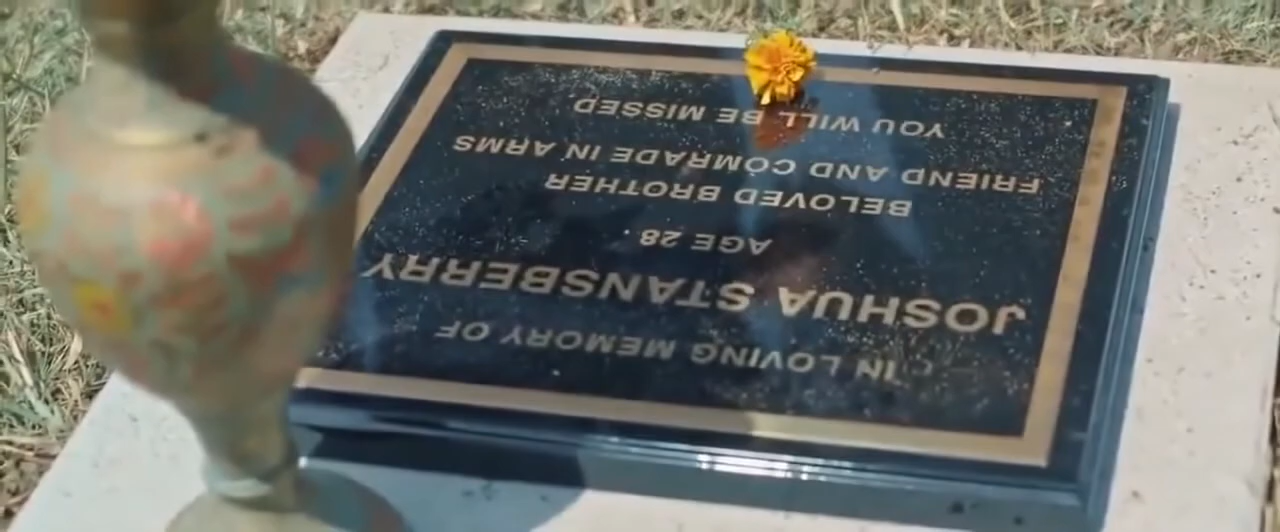 IN LOVING MEMORY OF
JOSHUA STANSBERRY
AGE 28
BELOVED BROTHER
FRIEND AND COMRADE IN ARMS
YOU WILL BE MISSED